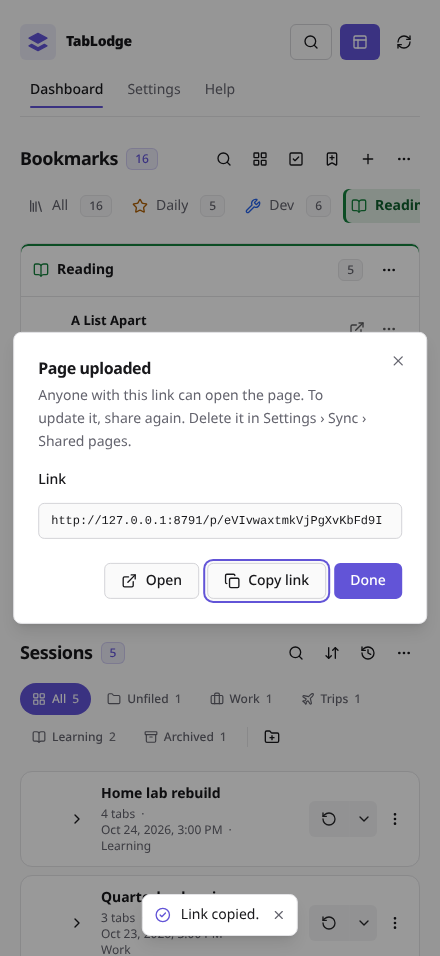 TabLodge
Dashboard Settings Help
Bookmarks 16
All 16 Daily 5 Dev 6 Readin
Reading 5
A List Apart
Page uploaded
Anyone with this link can open the page. To
update it, share again. Delete it in Settings › Sync ›
Shared pages.
Link
http://127.0.0.1:8791/p/eVIvwaxtmkVjPgXvKbFd9I
Open Copy link Done
Sessions 5
All 5 Unfiled 1 Work 1 Trips 1
Learning 2 Archived 1
Home lab rebuild
4 tabs ·
Oct 24, 2026, 3:00 PM ·
Learning
3 tabs
Oct 23, 2026, 3:00 PM
Work
Link copied.